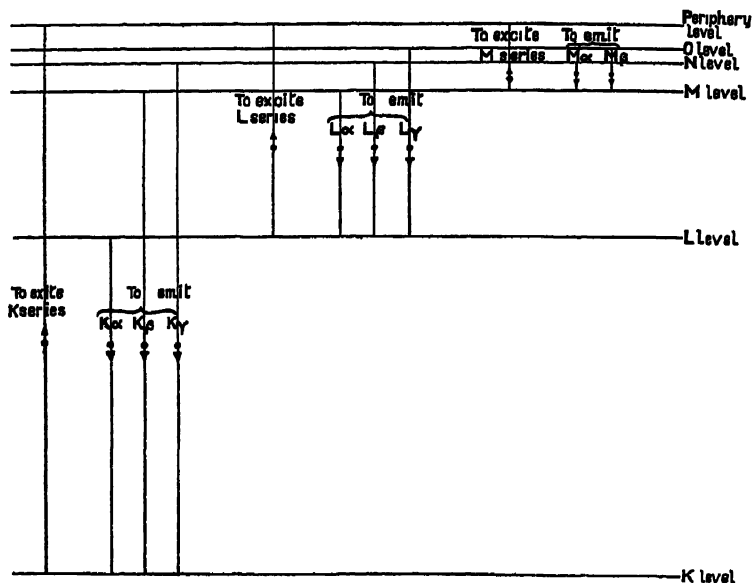 Periphery
level
O level
N level
M level
To excite
M series
To emit
Mα Mβ
To excite
L series
To emit
Lα Lβ Lγ
L level
To exite
K series
To emit
Kα Kβ Kγ
K level